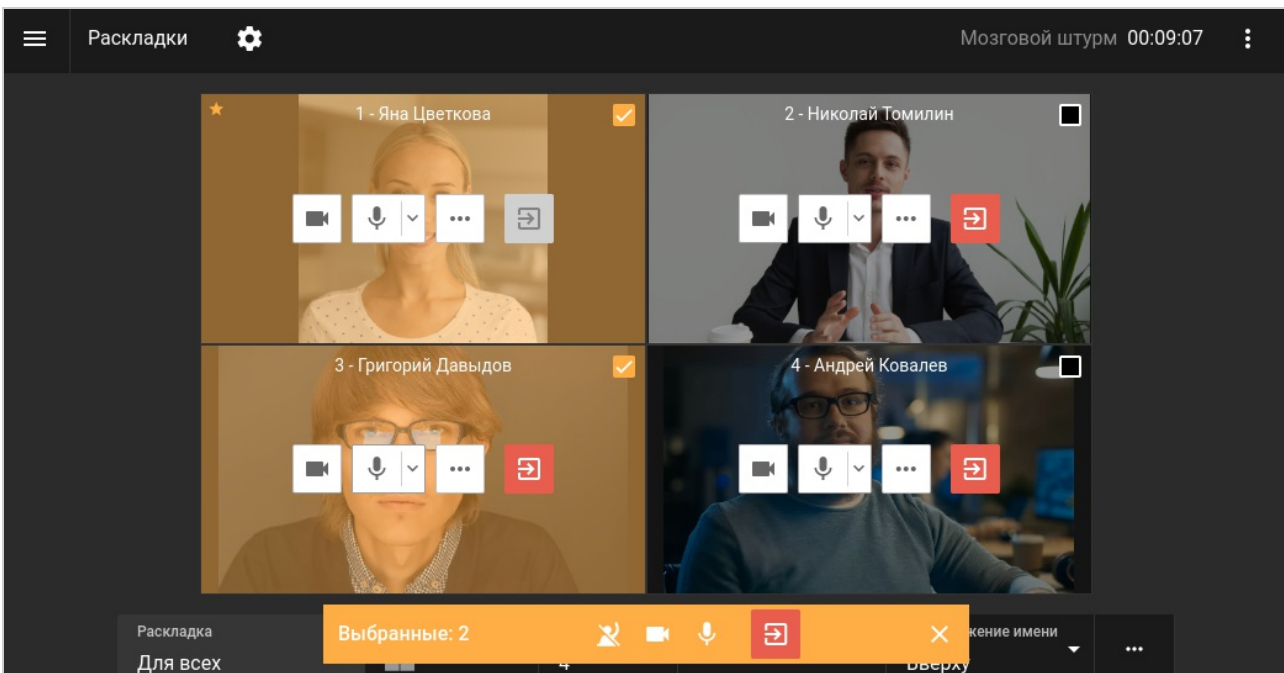 Раскладки
Мозговой штурм 00:09:07
1 - Яна Цветкова
2 - Николай Томилин
3 - Григорий Давыдов
4 - Андрей Ковалев
Раскладка
Для всех
Выбранные: 2
жение имени
Вверху